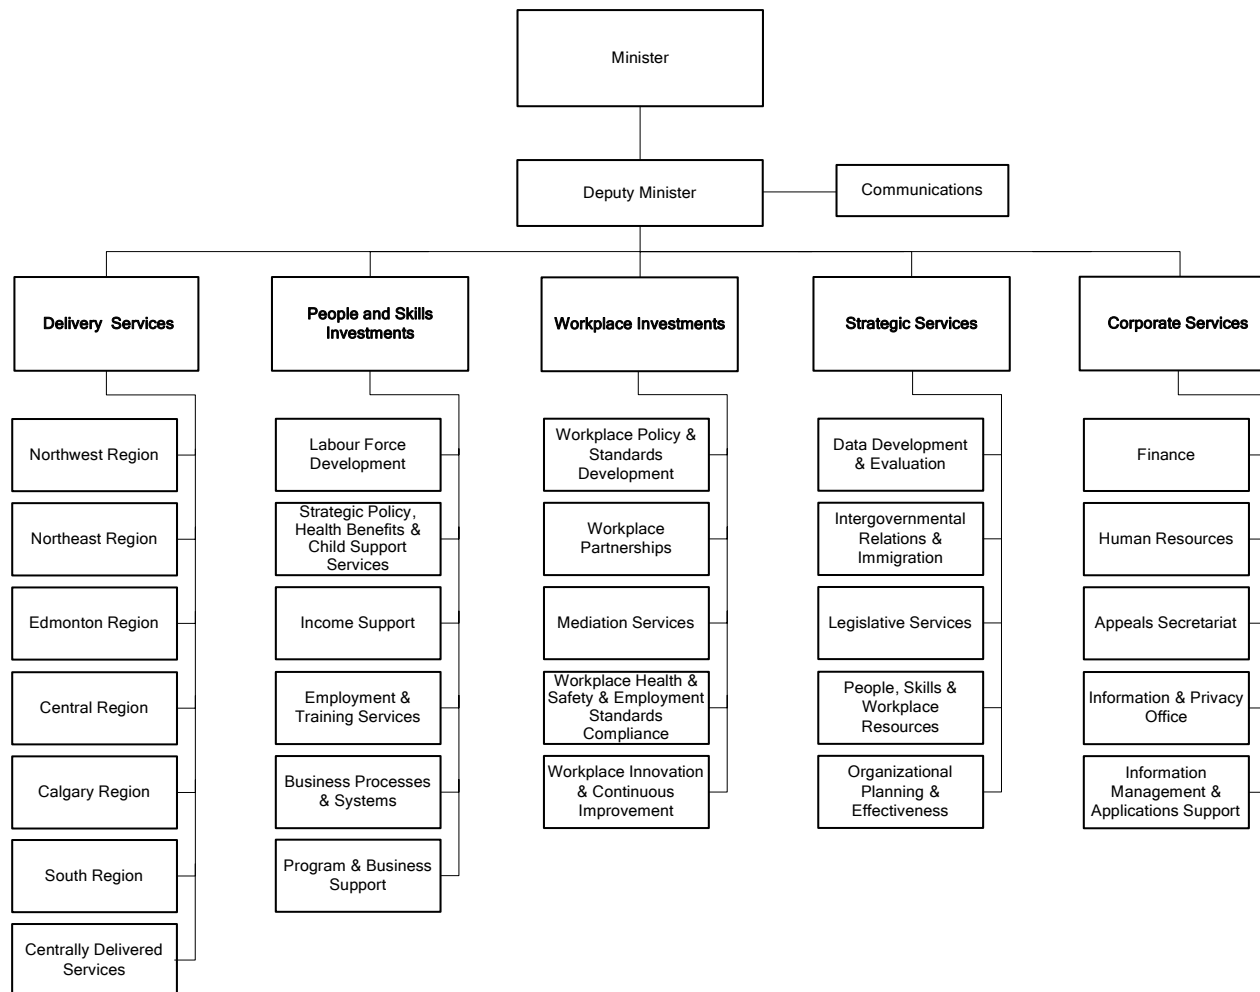 Minister
Deputy Minister
Communications
Delivery Services
People and Skills
Investments
Workplace Investments
Strategic Services
Corporate Services
Northwest Region
Northeast Region
Edmonton Region
Central Region
Calgary Region
South Region
Centrally Delivered
Services
Labour Force
Development
Strategic Policy,
Health Benefits &
Child Support
Services
Income Support
Employment &
Training Services
Business Processes
& Systems
Program & Business
Support
Workplace Policy &
Standards
Development
Workplace
Partnerships
Mediation Services
Workplace Health &
Safety & Employment
Standards
Compliance
Workplace Innovation
& Continuous
Improvement
Data Development
& Evaluation
Intergovernmental
Relations &
Immigration
Legislative Services
People, Skills &
Workplace
Resources
Organizational
Planning &
Effectiveness
Finance
Human Resources
Appeals Secretariat
Information & Privacy
Office
Information
Management &
Applications Support